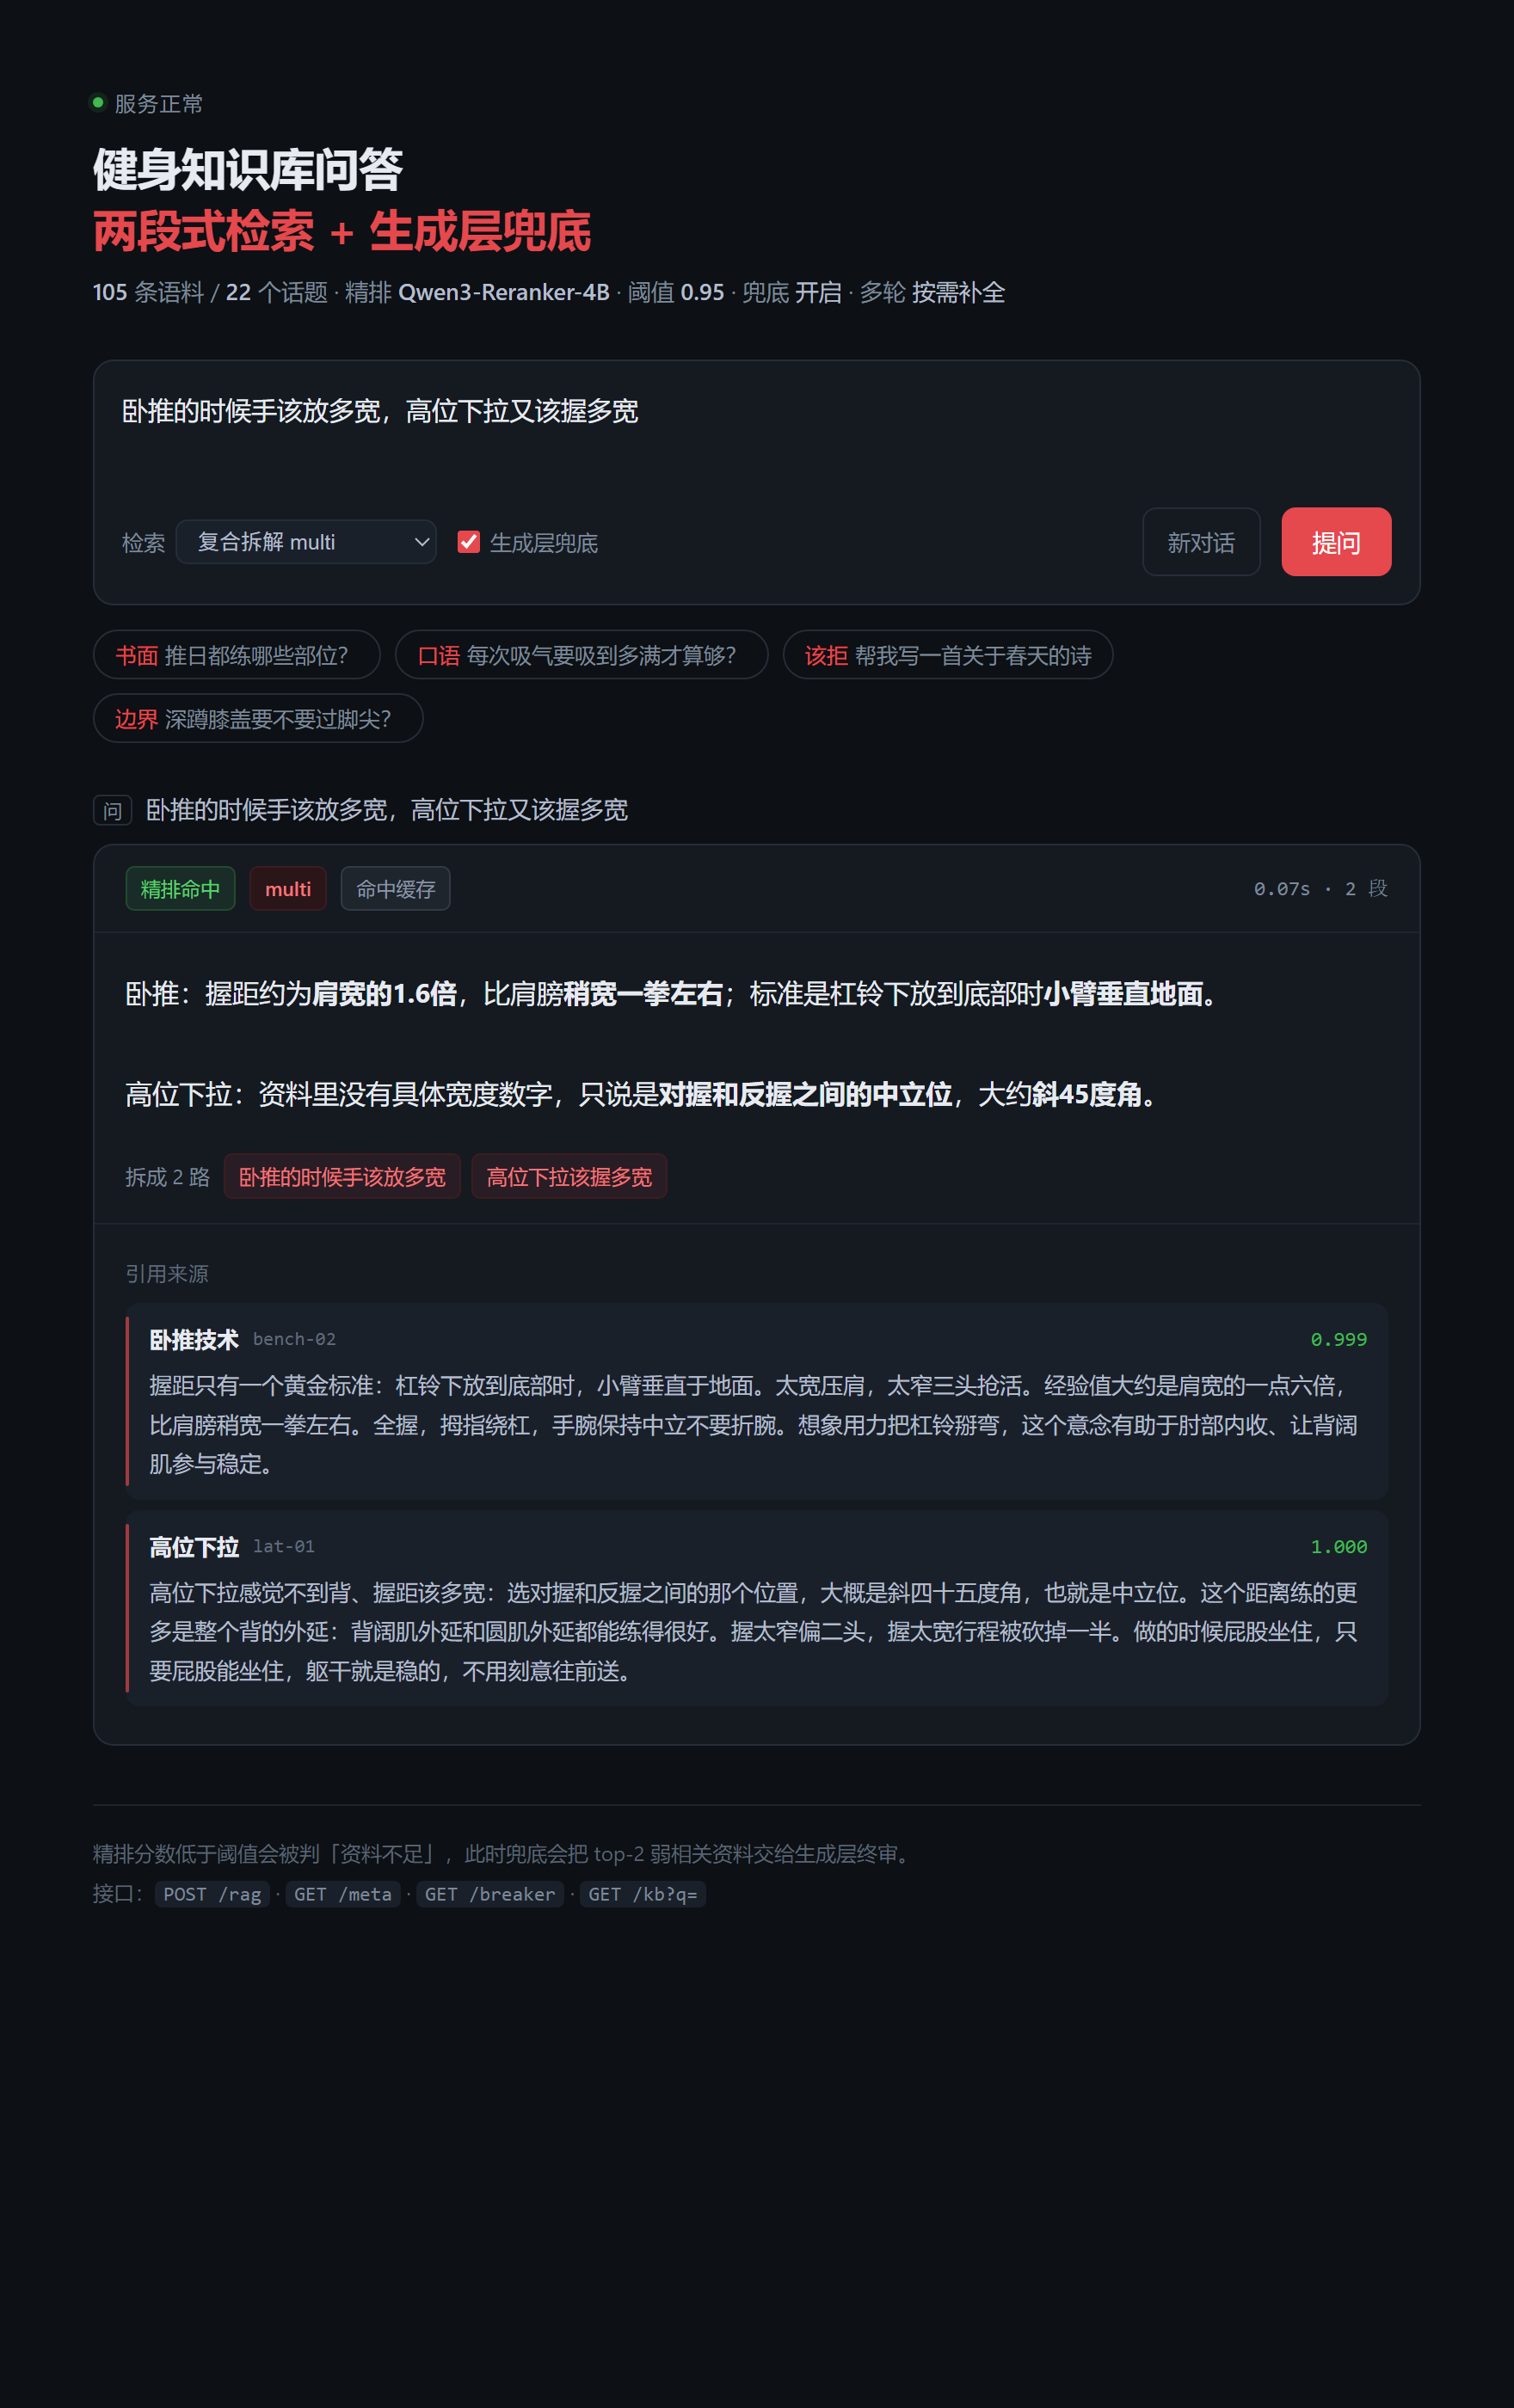 服务正常
健身知识库问答
两段式检索 + 生成层兜底
105 条语料 / 22 个话题 · 精排 Qwen3-Reranker-4B · 阈值 0.95 · 兜底 开启 · 多轮 按需补全
卧推的时候手该放多宽，高位下拉又该握多宽
检索 复合拆解 multi 生成层兜底 新对话 提问
书面 推日都练哪些部位？ 口语 每次吸气要吸到多满才算够？ 该拒 帮我写一首关于春天的诗
边界 深蹲膝盖要不要过脚尖？
问 卧推的时候手该放多宽，高位下拉又该握多宽
精排命中 multi 命中缓存 0.07s · 2 段
卧推：握距约为肩宽的1.6倍，比肩膀稍宽一拳左右；标准是杠铃下放到底部时小臂垂直地面。
高位下拉：资料里没有具体宽度数字，只说是对握和反握之间的中立位，大约斜45度角。
拆成 2 路 卧推的时候手该放多宽 高位下拉该握多宽
引用来源
卧推技术 bench-02 0.999
握距只有一个黄金标准：杠铃下放到底部时，小臂垂直于地面。太宽压肩，太窄三头抢活。经验值大约是肩宽的一点六倍，
比肩膀稍宽一拳左右。全握，拇指绕杠，手腕保持中立不要折腕。想象用力把杠铃掰弯，这个意念有助于肘部内收、让背阔
肌参与稳定。
高位下拉 lat-01 1.000
高位下拉感觉不到背、握距该多宽：选对握和反握之间的那个位置，大概是斜四十五度角，也就是中立位。这个距离练的更
多是整个背的外延：背阔肌外延和圆肌外延都能练得很好。握太窄偏二头，握太宽行程被砍掉一半。做的时候屁股坐住，只
要屁股能坐住，躯干就是稳的，不用刻意往前送。
精排分数低于阈值会被判「资料不足」，此时兜底会把 top-2 弱相关资料交给生成层终审。
接口： POST /rag · GET /meta · GET /breaker · GET /kb?q=